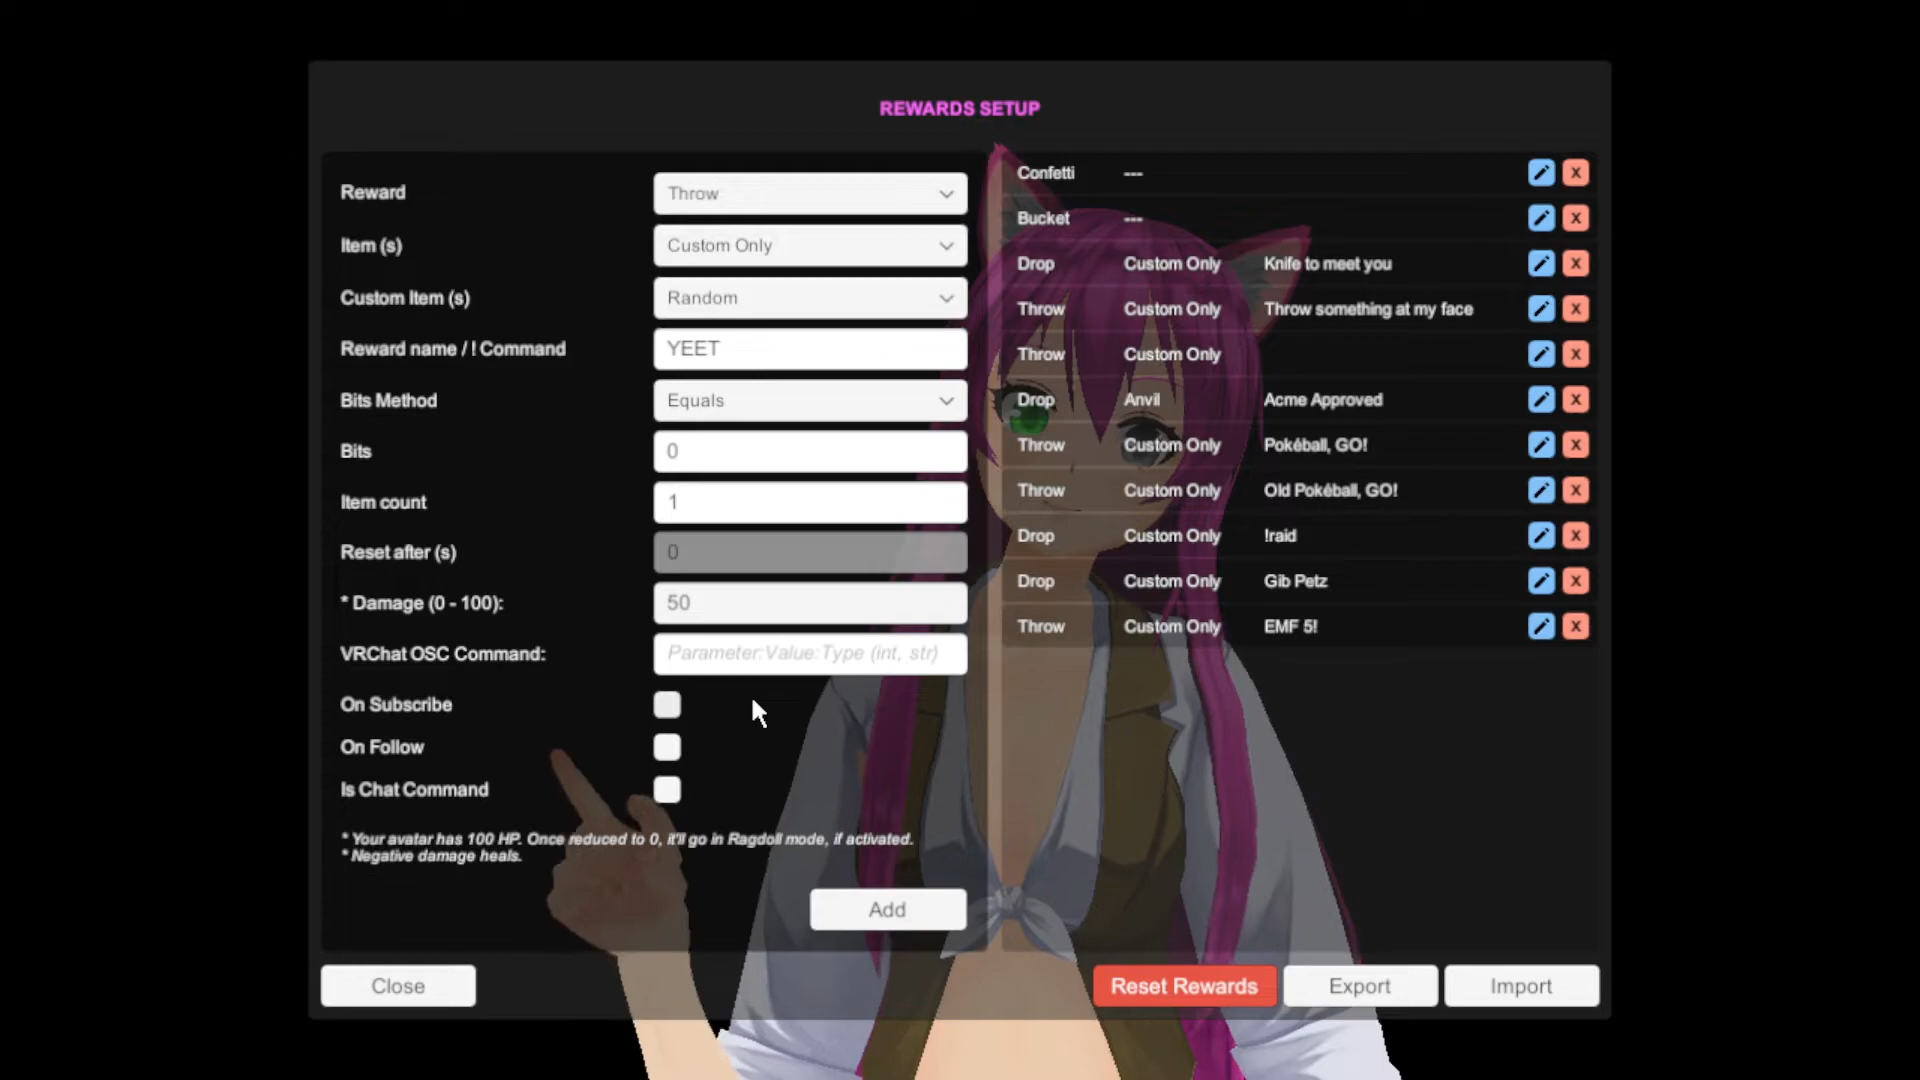 REWARDS SETUP
Reward
Throw
Item (s)
Custom Only
Custom Item (s)
Random
Reward name / ! Command
YEET
Bits Method
Equals
Bits
0
Item count
1
Reset after (s)
0
* Damage (0 - 100):
50
VRChat OSC Command:
Parameter:Value:Type (int, str)
On Subscribe
On Follow
Is Chat Command
* Your avatar has 100 HP. Once reduced to 0, it'll go in Ragdoll mode, if activated.
* Negative damage heals.
Add
Confetti --- X
Bucket --- X
Drop Custom Only Knife to meet you X
Throw Custom Only Throw something at my face X
Throw Custom Only X
Drop Anvil Acme Approved X
Throw Custom Only Pokéball, GO! X
Throw Custom Only Old Pokéball, GO! X
Drop Custom Only !raid X
Drop Custom Only Gib Petz X
Throw Custom Only EMF 5! X
Close
Reset Rewards
Export
Import